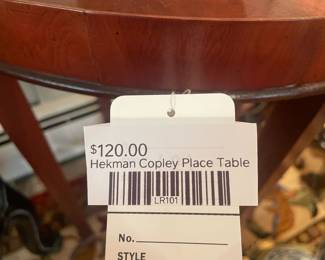 $120.00
Hekman Copley Place Table
LR101
No.
STYLE